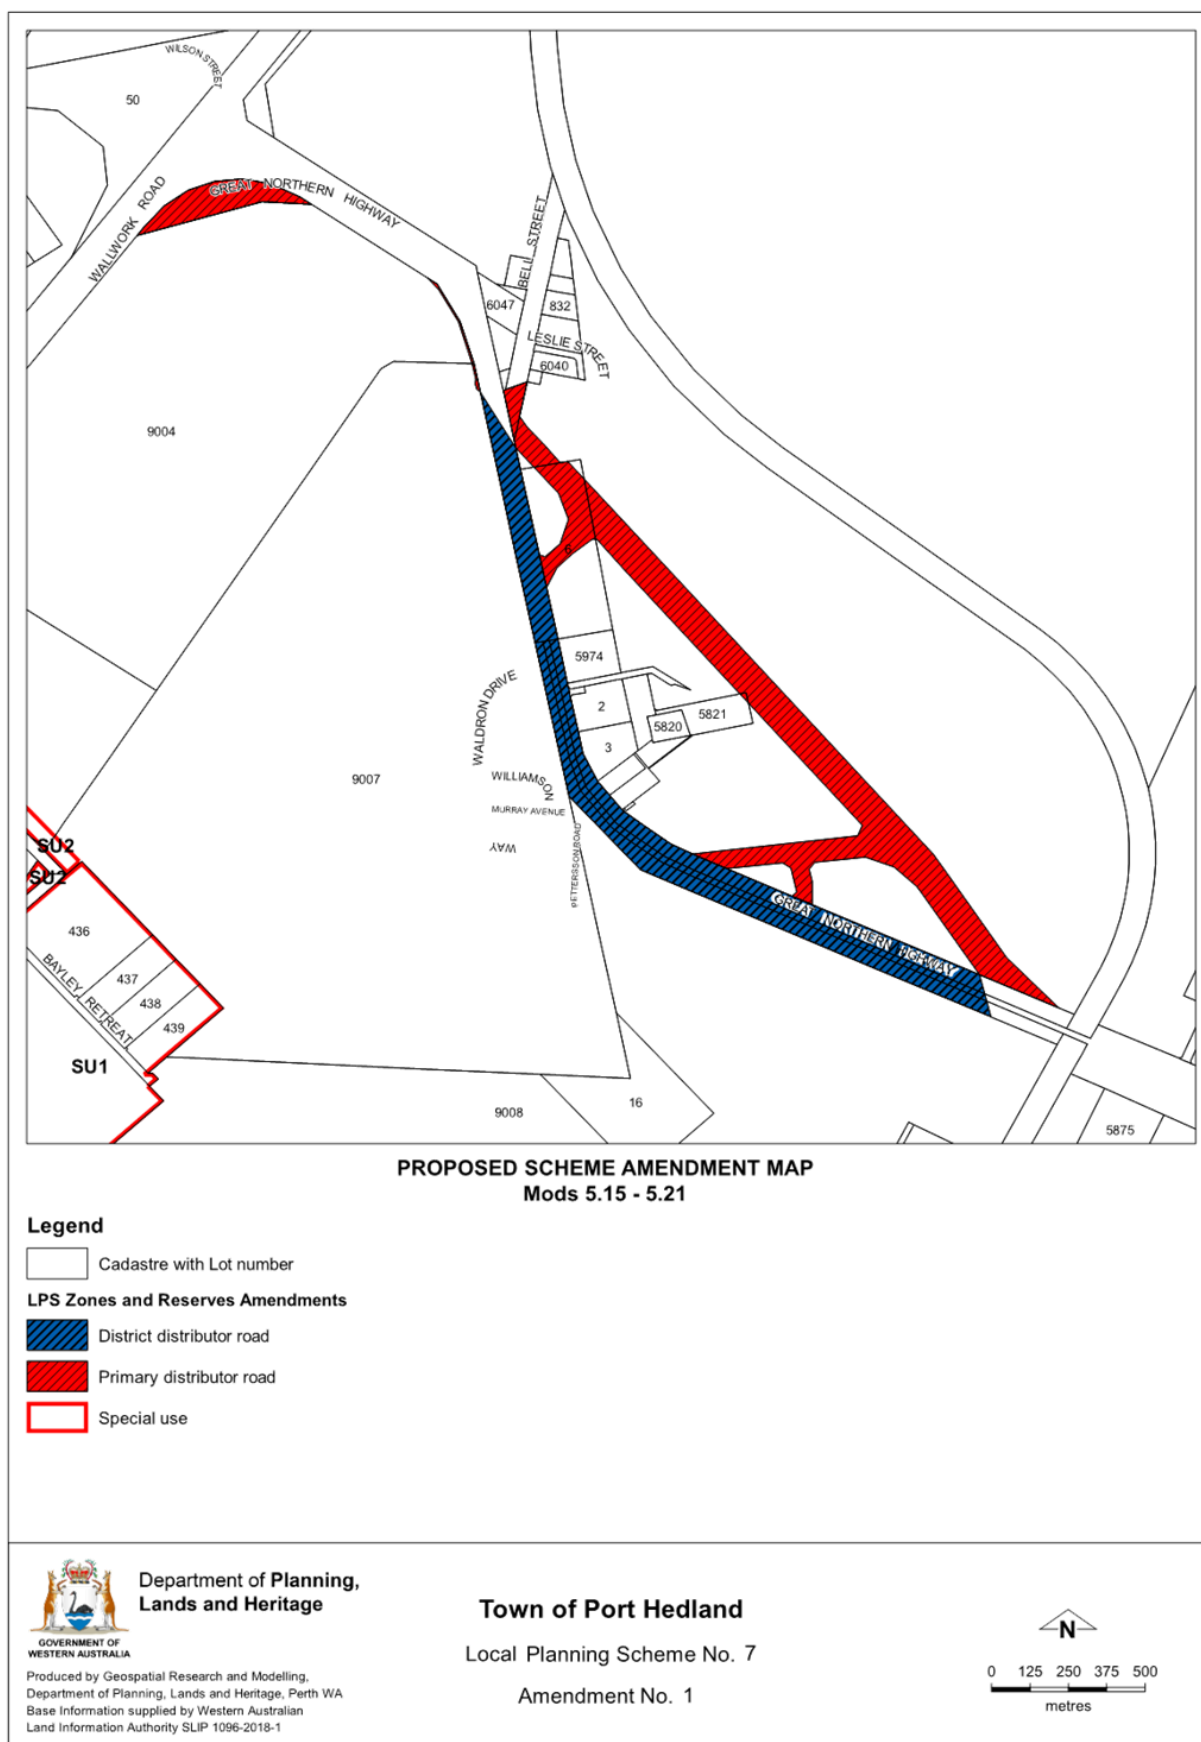 WILSON STREET
50
WALLWORK ROAD
GREAT NORTHERN HIGHWAY
BELL STREET
6047
832
LESLIE STREET
6040
9004
6
5974
WALDRON DRIVE
2
5821
5820
3
9007
WILLIAMSON
MURRAY AVENUE
WAY
PETTERSSON ROAD
SU2
SU2
436
437
438
439
BAYLEY RETREAT
GREAT NORTHERN HIGHWAY
SU1
16
9008
5875
PROPOSED SCHEME AMENDMENT MAP
Mods 5.15 - 5.21
Legend
Cadastre with Lot number
LPS Zones and Reserves Amendments
District distributor road
Primary distributor road
Special use
GOVERNMENT OF
WESTERN AUSTRALIA
Department of Planning,
Lands and Heritage
Produced by Geospatial Research and Modelling,
Department of Planning, Lands and Heritage, Perth WA
Base Information supplied by Western Australian
Land Information Authority SLIP 1096-2018-1
Town of Port Hedland
Local Planning Scheme No. 7
Amendment No. 1
N
0 125 250 375 500
metres